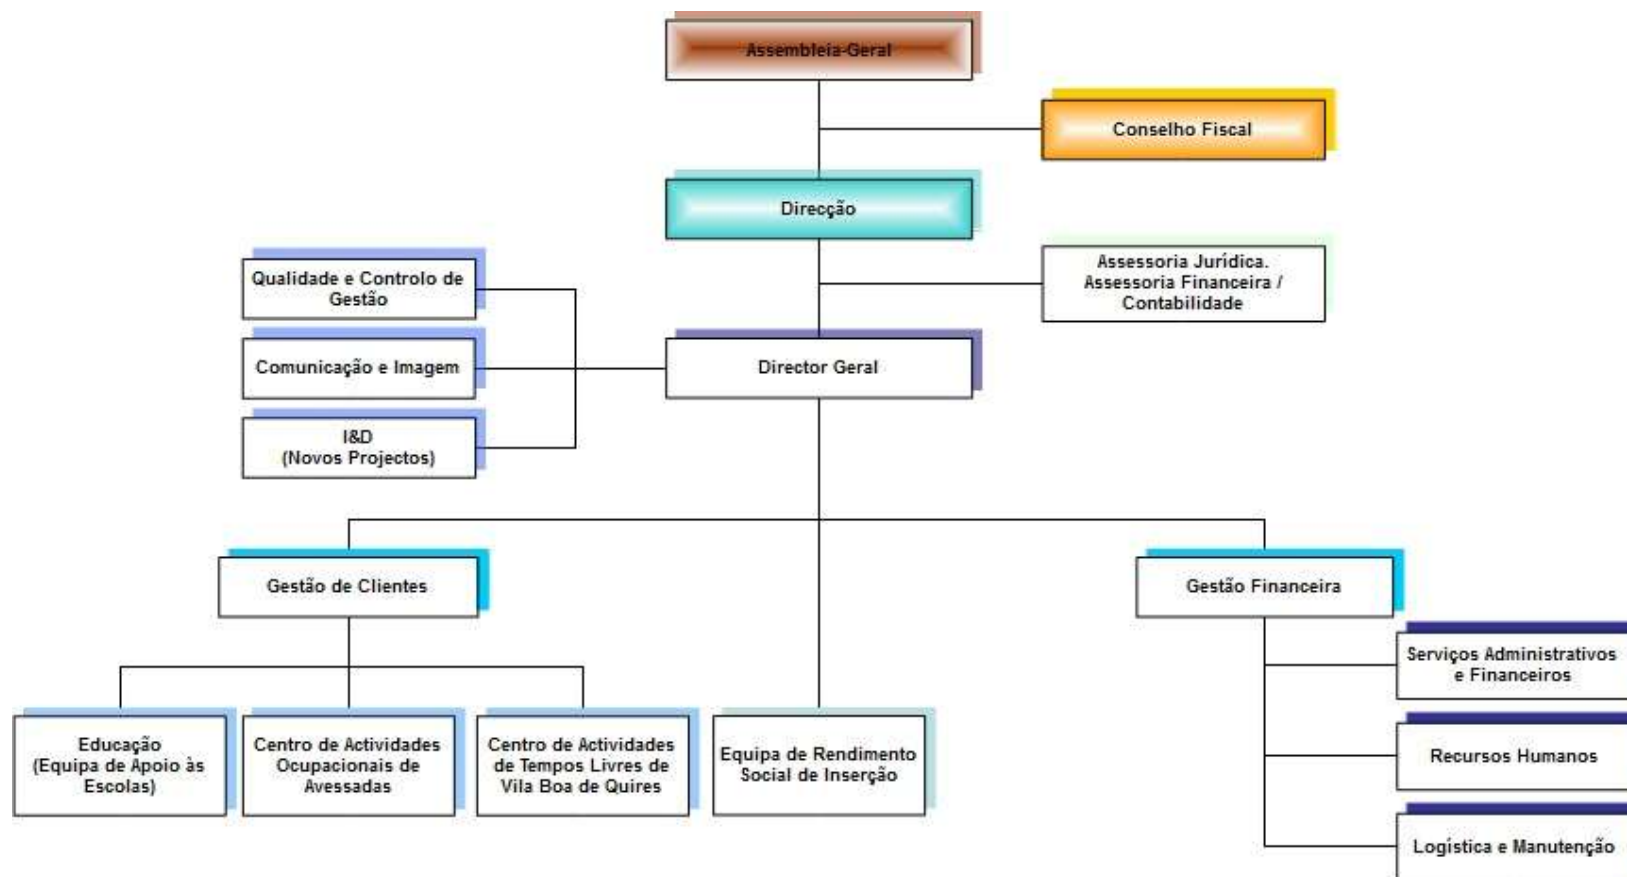 Assembleia-Geral
Conselho Fiscal
Direcção
Assessoria Jurídica.
Assessoria Financeira /
Contabilidade
Qualidade e Controlo de
Gestão
Comunicação e Imagem
Director Geral
I&D
(Novos Projectos)
Gestão de Clientes
Gestão Financeira
Serviços Administrativos
e Financeiros
Recursos Humanos
Logística e Manutenção
Educação
(Equipa de Apoio às
Escolas)
Centro de Actividades
Ocupacionais de
Avessadas
Centro de Actividades
de Tempos Livres de
Vila Boa de Quires
Equipa de Rendimento
Social de Inserção